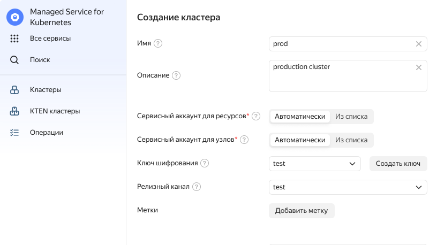 Managed Service for
Kubernetes
Все сервисы
Поиск
Кластеры
KTEN кластеры
Операции
Создание кластера
Имя
prod
Описание
production cluster
Сервисный аккаунт для ресурсов*
Автоматически
Из списка
Сервисный аккаунт для узлов*
Автоматически
Из списка
Ключ шифрования
test
Создать ключ
Релизный канал
test
Метки
Добавить метку